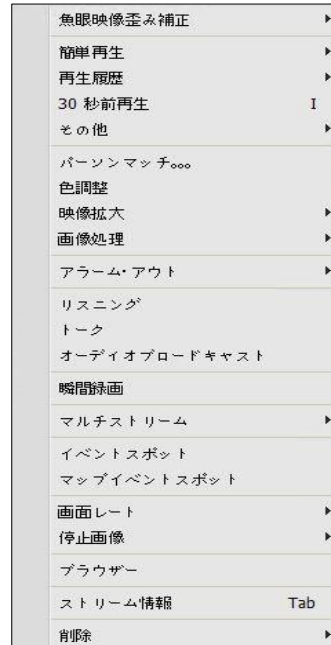 魚眼映像歪み補正
簡単再生
再生履歴
30 秒前再生 I
その他
パーソンマッチ...
色調整
映像拡大
画像処理
アラーム・アウト
リスニング
トーク
オーディオブロードキャスト
瞬間録画
マルチストリーム
イベントスポット
マップイベントスポット
画面レート
停止画像
ブラウザー
ストリーム情報 Tab
削除